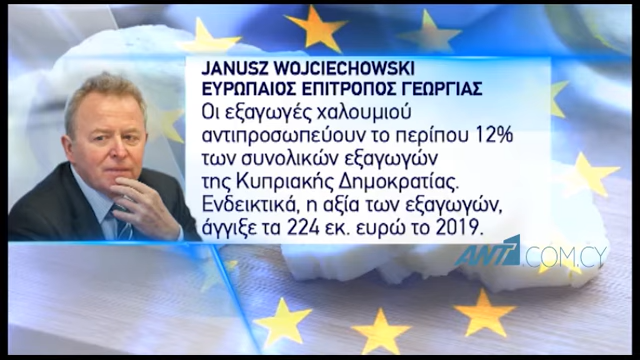 JANUSZ WOJCIECHOWSKI
ΕΥΡΩΠΑΙΟΣ ΕΠΙΤΡΟΠΟΣ ΓΕΩΡΓΙΑΣ
Οι εξαγωγές χαλουμιού
αντιπροσωπεύουν το περίπου 12%
των συνολικών εξαγωγών
της Κυπριακής Δημοκρατίας.
Ενδεικτικά, η αξία των εξαγωγών,
άγγιξε τα 224 εκ. ευρώ το 2019.
ANT1.COM.CY